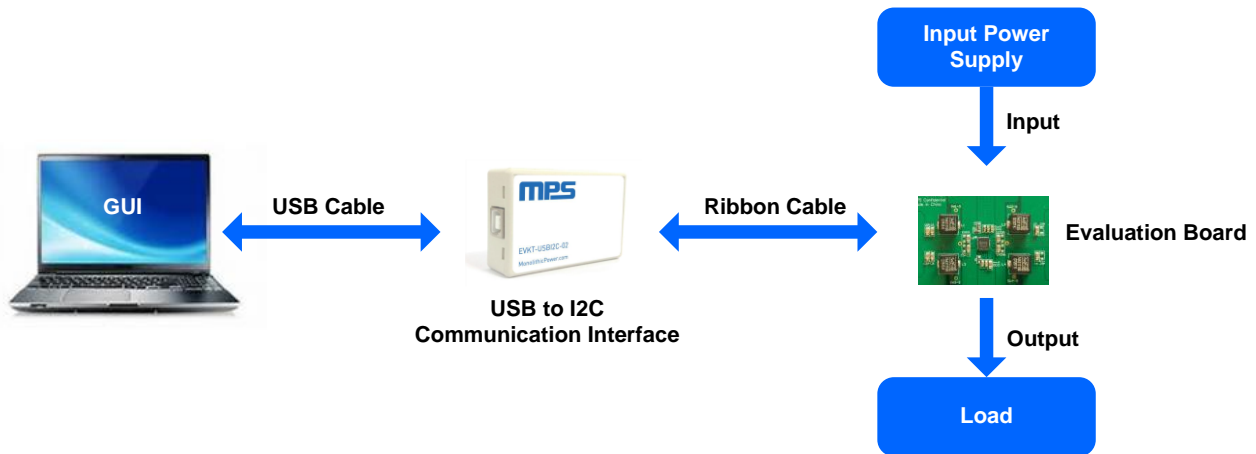 Input Power
Supply
Input
GUI
USB Cable
MPS
EVKT-USBI2C-02
MonolithicPower.com
Ribbon Cable
Evaluation Board
USB to I2C
Communication Interface
Output
Load